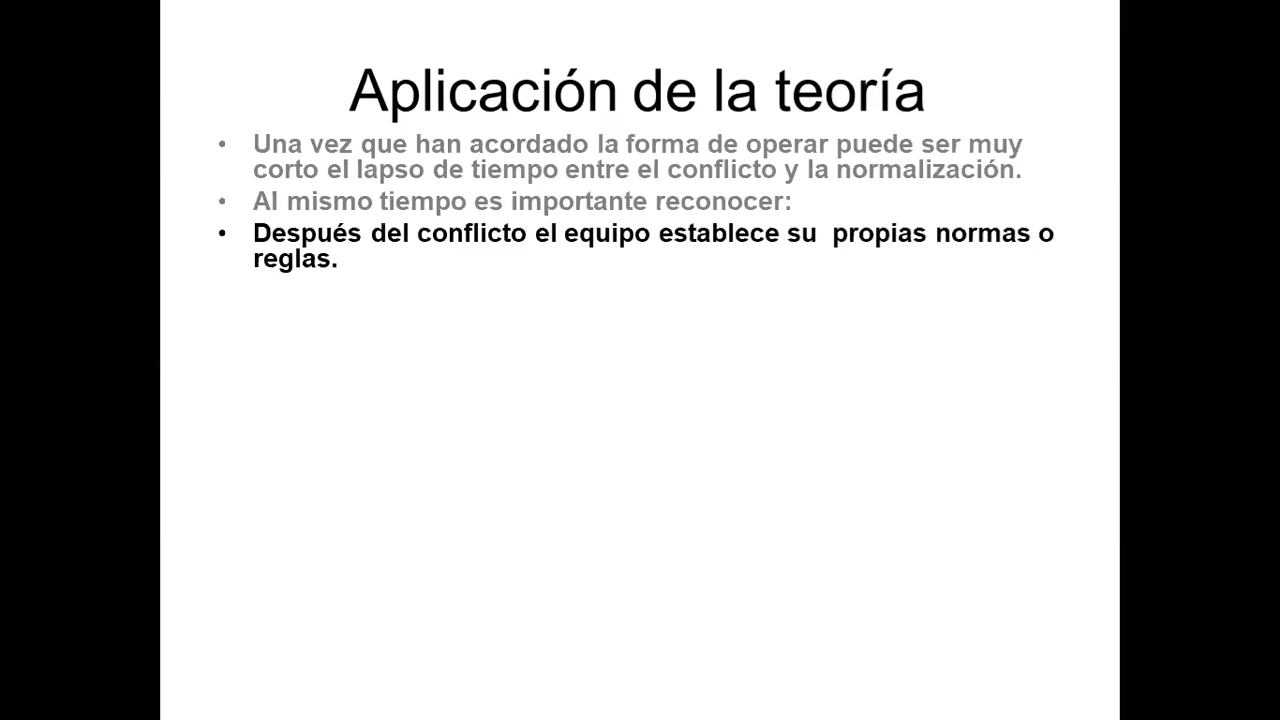 Aplicación de la teoría
• Una vez que han acordado la forma de operar puede ser muy
corto el lapso de tiempo entre el conflicto y la normalización.
• Al mismo tiempo es importante reconocer:
• Después del conflicto el equipo establece su  propias normas o
reglas.